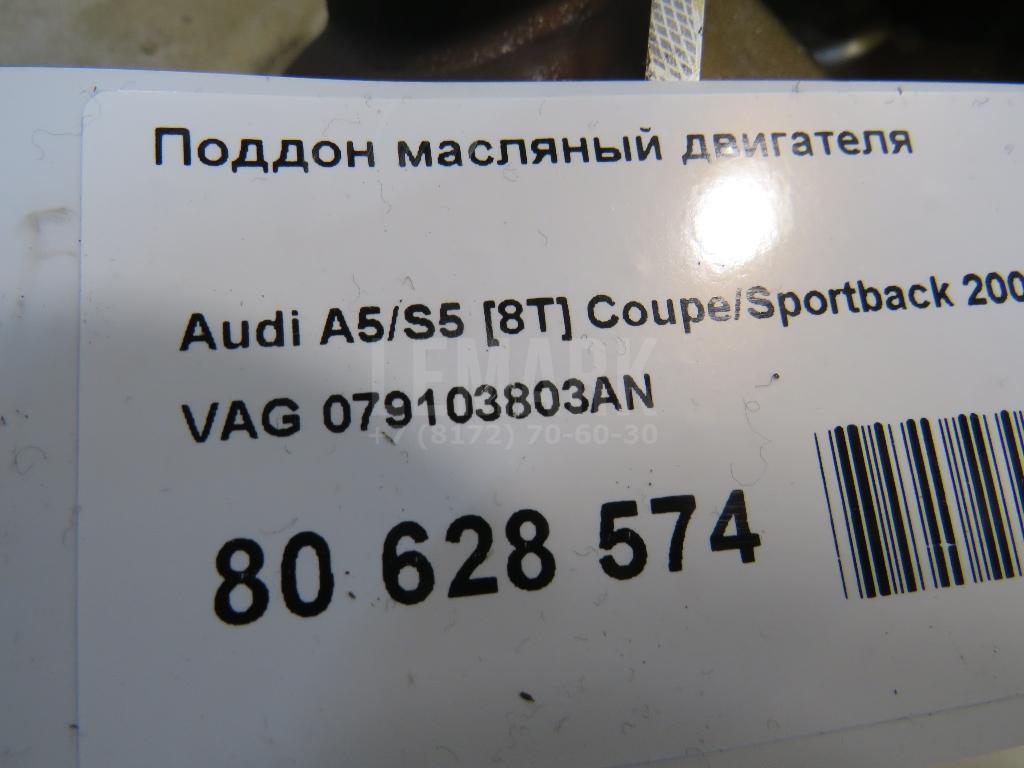 Поддон масляный двигателя
Audi A5/S5 [8T] Coupe/Sportback 200
LEMARK
VAG 079103803AN
+7 (8172) 70-60-30
80 628 574